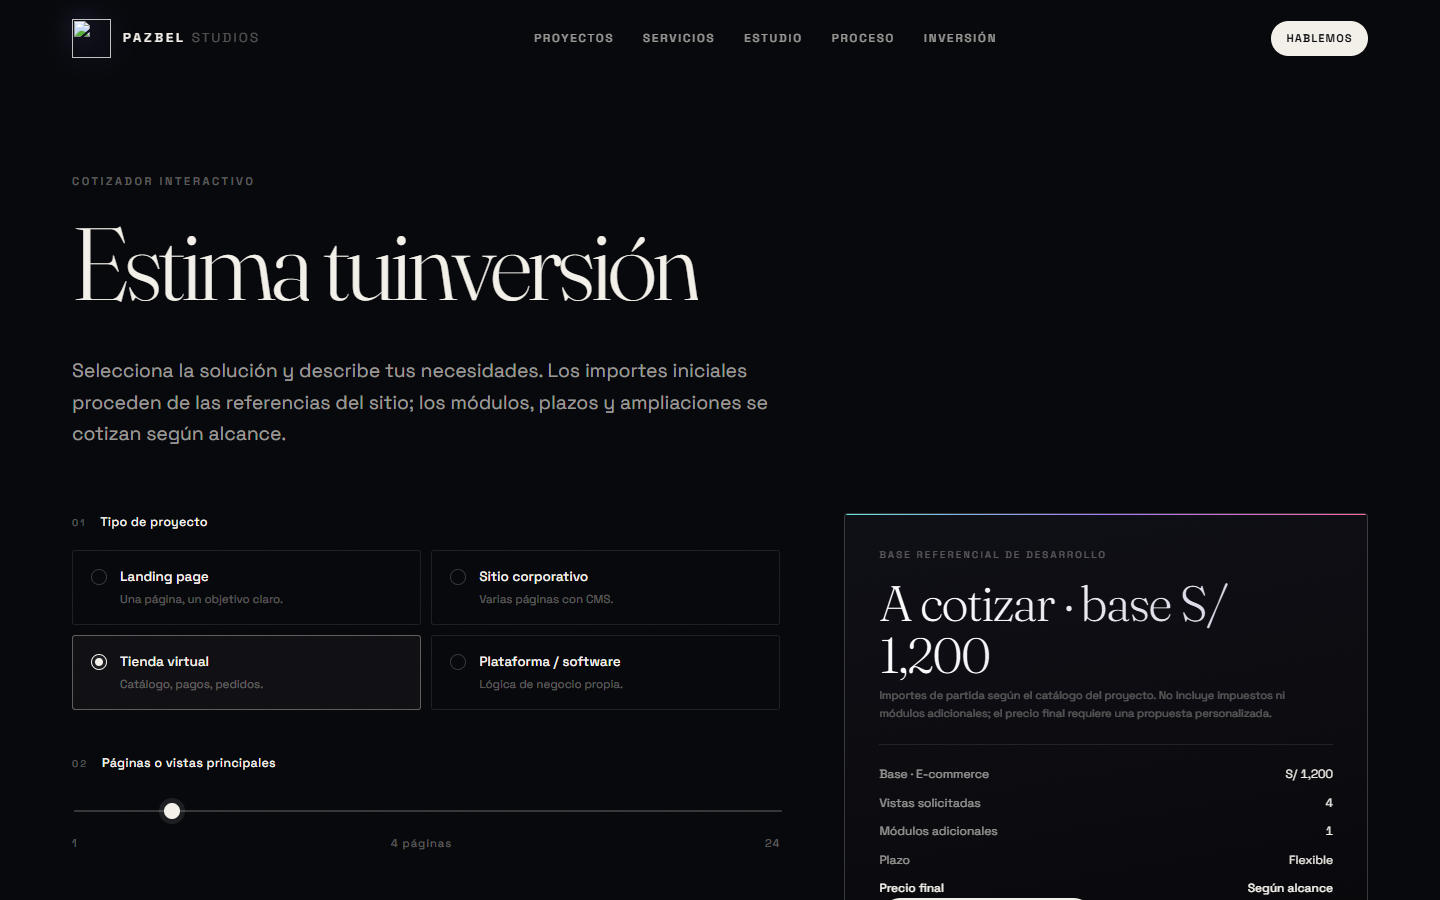 PAZBEL STUDIOS
PROYECTOS SERVICIOS ESTUDIO PROCESO INVERSIÓN
HABLEMOS
COTIZADOR INTERACTIVO
Estima tuinversión
Selecciona la solución y describe tus necesidades. Los importes iniciales
proceden de las referencias del sitio; los módulos, plazos y ampliaciones se
cotizan según alcance.
01 Tipo de proyecto
Landing page
Una página, un objetivo claro.
Sitio corporativo
Varias páginas con CMS.
Tienda virtual
Catálogo, pagos, pedidos.
Plataforma / software
Lógica de negocio propia.
02 Páginas o vistas principales
1 4 páginas 24
BASE REFERENCIAL DE DESARROLLO
A cotizar · base S/
1,200
Importes de partida según el catálogo del proyecto. No incluye impuestos ni
módulos adicionales; el precio final requiere una propuesta personalizada.
Base · E-commerce S/ 1,200
Vistas solicitadas 4
Módulos adicionales 1
Plazo Flexible
Precio final Según alcance